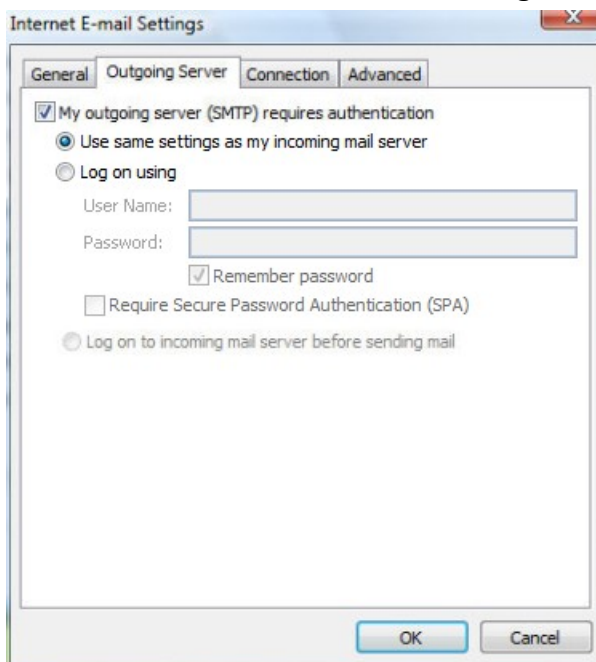 Internet E-mail Settings
General Outgoing Server Connection Advanced
My outgoing server (SMTP) requires authentication
Use same settings as my incoming mail server
Log on using
User Name:
Password:
Remember password
Require Secure Password Authentication (SPA)
Log on to incoming mail server before sending mail
OK Cancel